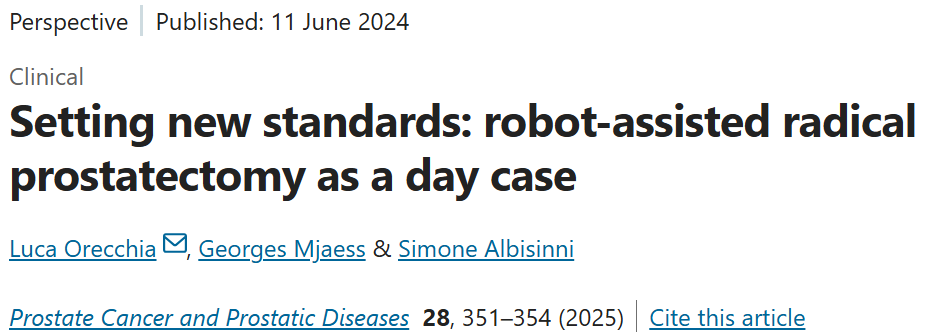 Perspective | Published: 11 June 2024
Clinical
Setting new standards: robot-assisted radical
prostatectomy as a day case
Luca Orecchia, Georges Mjaess & Simone Albisinni
Prostate Cancer and Prostatic Diseases 28, 351–354 (2025) | Cite this article